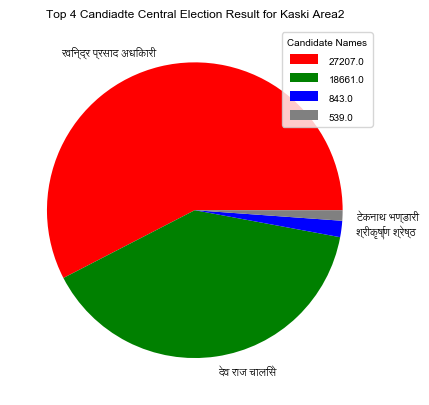 Top 4 Candiadte Central Election Result for Kaski Area2
Candidate Names
27207.0
18661.0
843.0
539.0
रविन्द्र प्रसाद अधिकारी
टेकनाथ भण्डारी
श्रीकृर्ष्ण श्रेष्ठ
देव राज चालिसे